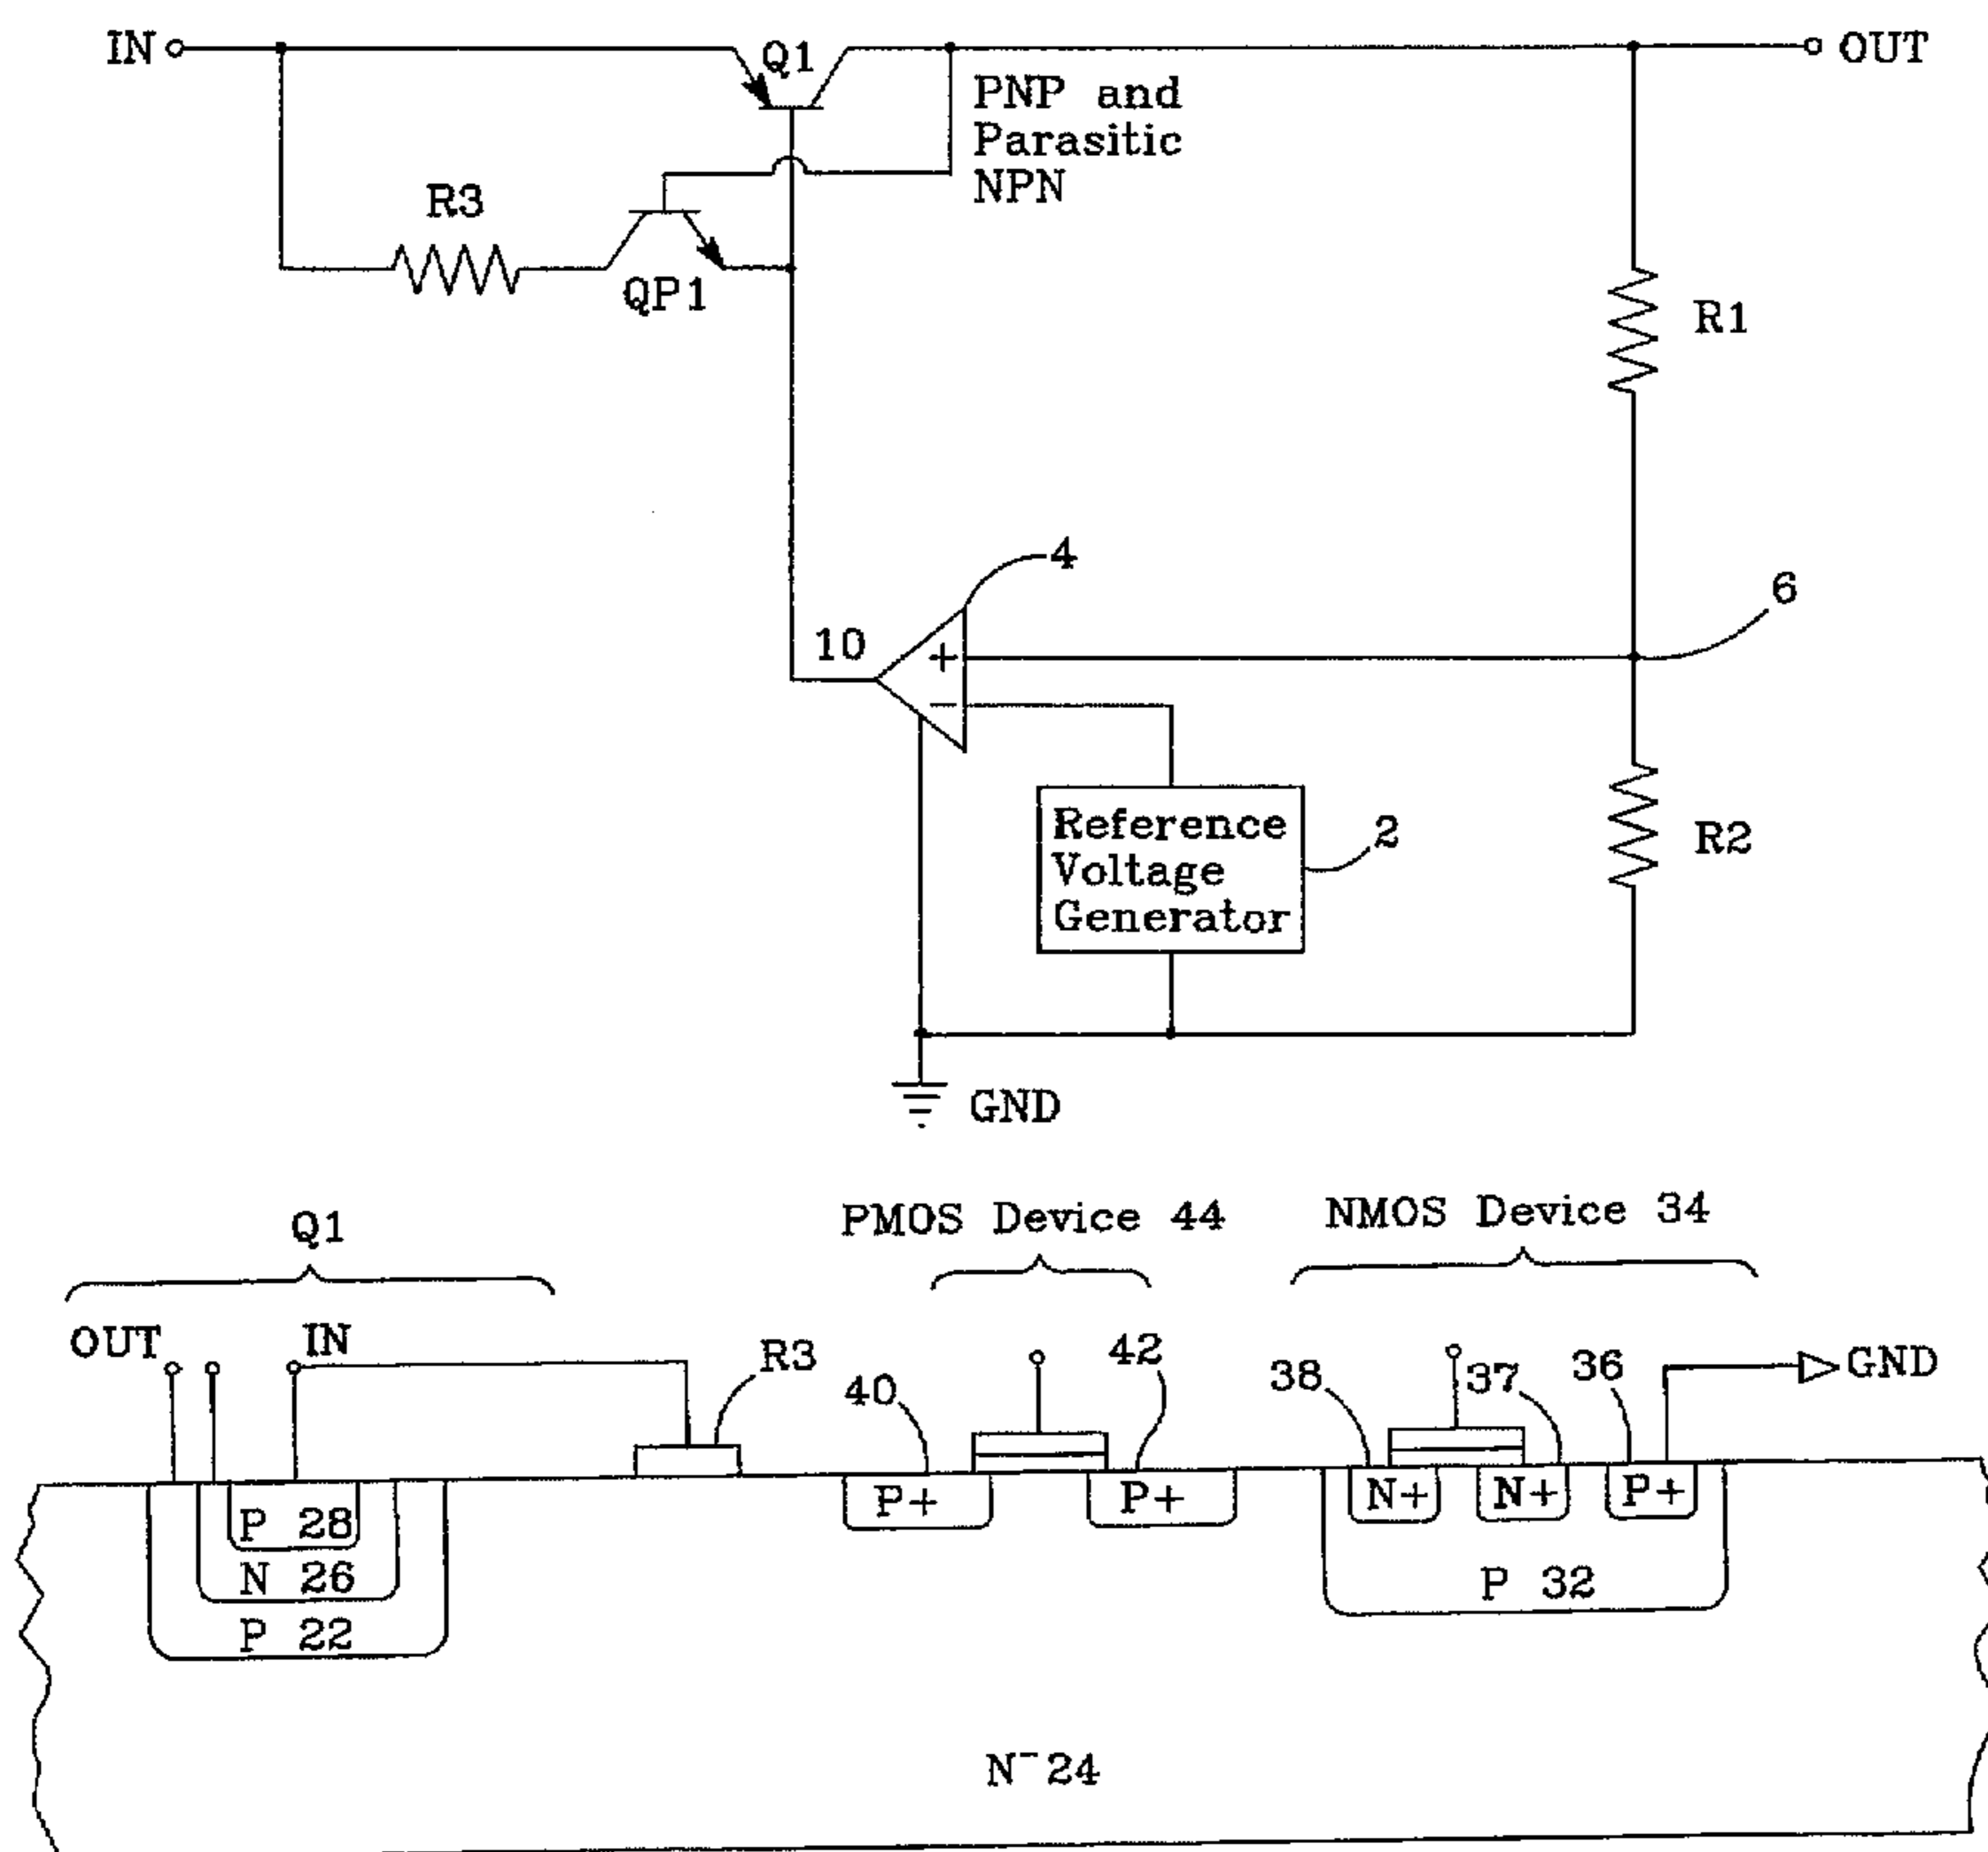 IN
Q1
OUT
PNP and
Parasitic
NPN
R3
QP1
R1
4
6
10
+
−
Reference
Voltage
Generator
2
R2
GND
Q1
PMOS Device 44
NMOS Device 34
OUT
IN
R3
40
42
38
37
36
GND
P+
P+
N+
N+
P+
P 28
N 26
P 22
P 32
N⁻24